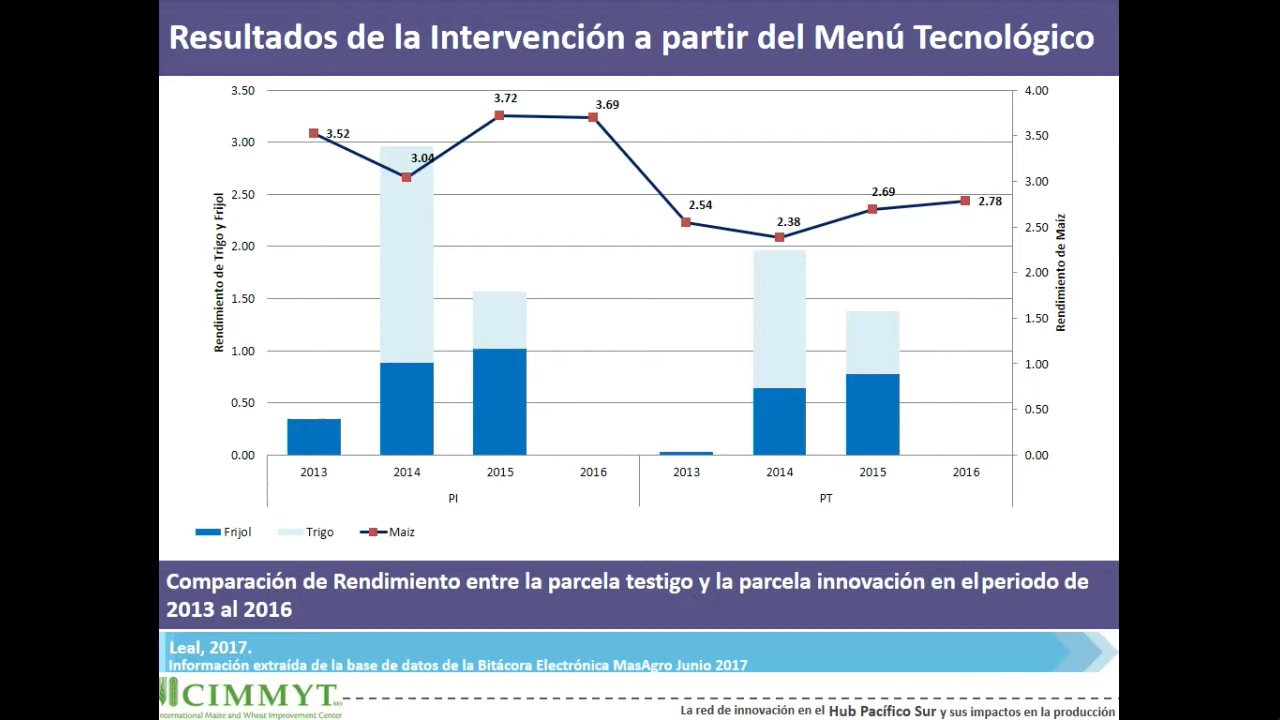 Resultados de la Intervención a partir del Menú Tecnológico
3.50
3.00
2.50
2.00
1.50
1.00
0.50
0.00
Rendimiento de Trigo y Frijol
4.00
3.50
3.00
2.50
2.00
1.50
1.00
0.50
0.00
Rendimiento de Maíz
3.52
3.04
3.72
3.69
2.54
2.38
2.69
2.78
2013 2014 2015 2016 2013 2014 2015 2016
PI PT
Frijol Trigo Maiz
Comparación de Rendimiento entre la parcela testigo y la parcela innovación en el periodo de
2013 al 2016
Leal, 2017.
Información extraída de la base de datos de la Bitácora Electrónica MasAgro Junio 2017
CIMMYT
International Maize and Wheat Improvement Center
La red de innovación en el Hub Pacífico Sur y sus impactos en la producción